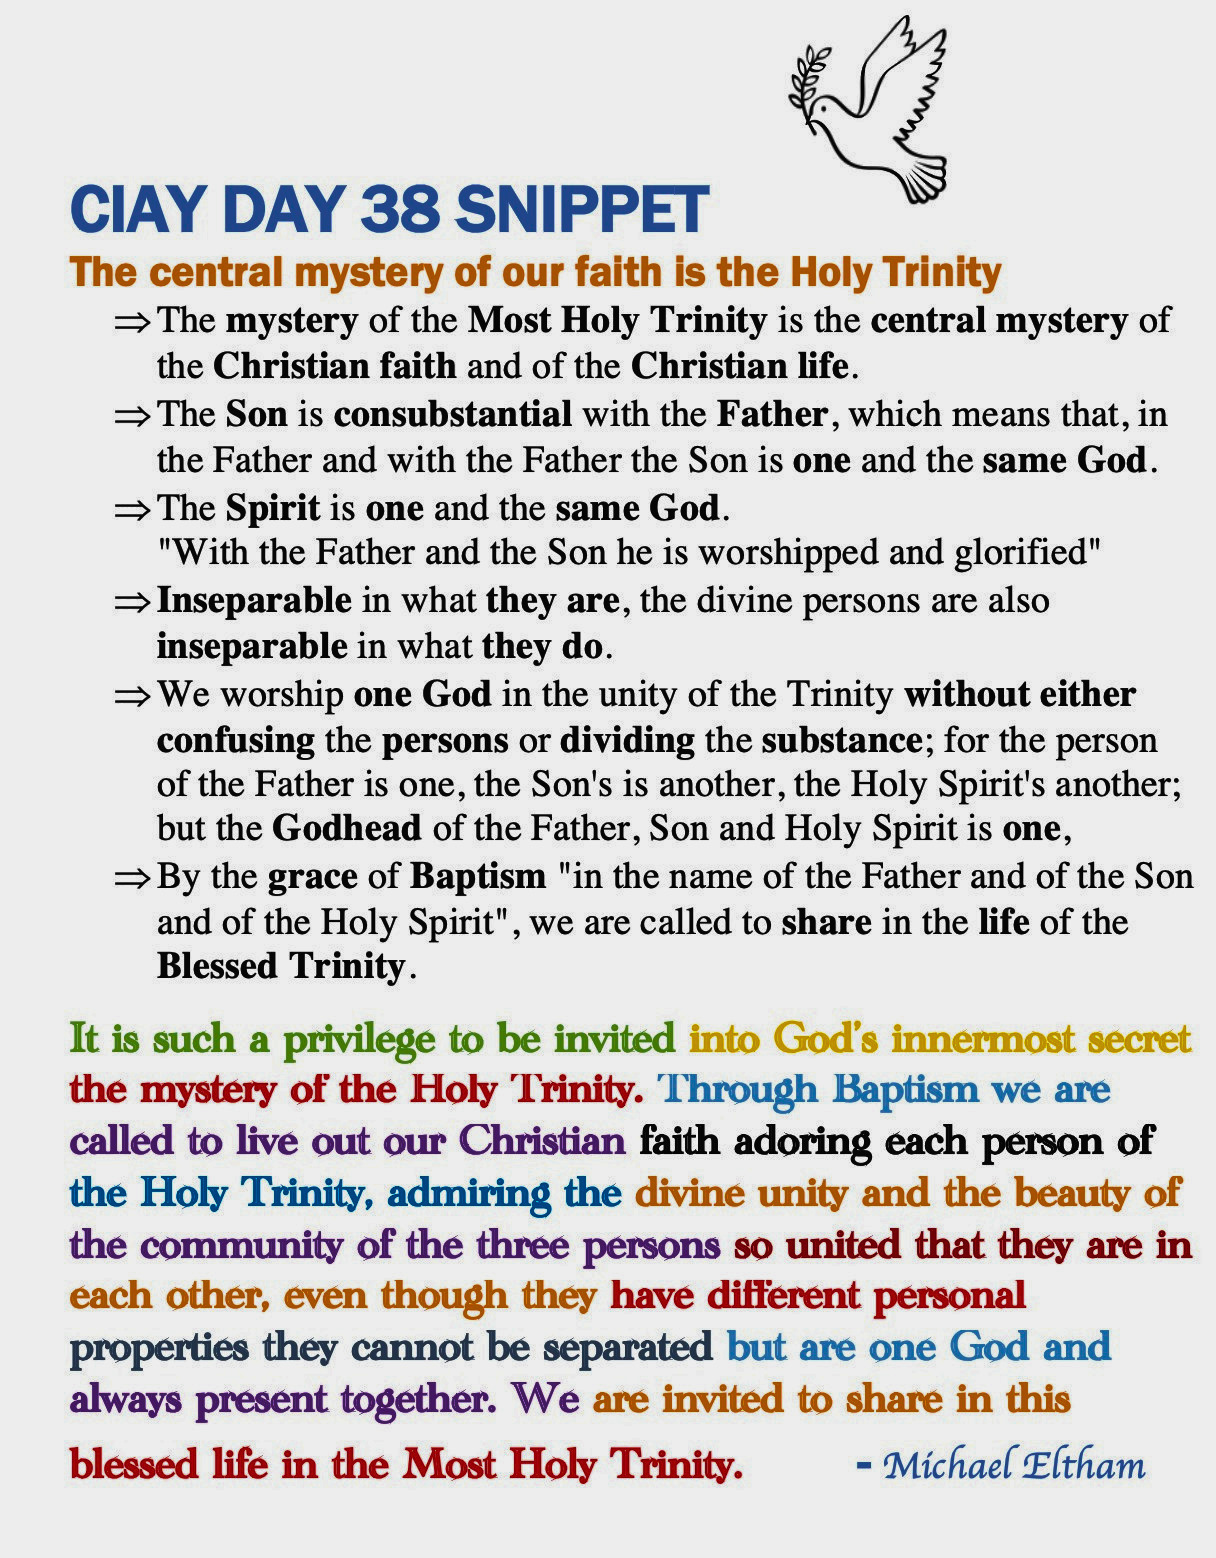 CIAY DAY 38 SNIPPET
The central mystery of our faith is the Holy Trinity
⇒ The mystery of the Most Holy Trinity is the central mystery of
the Christian faith and of the Christian life.
⇒ The Son is consubstantial with the Father, which means that, in
the Father and with the Father the Son is one and the same God.
⇒ The Spirit is one and the same God.
"With the Father and the Son he is worshipped and glorified"
⇒ Inseparable in what they are, the divine persons are also
inseparable in what they do.
⇒ We worship one God in the unity of the Trinity without either
confusing the persons or dividing the substance; for the person
of the Father is one, the Son's is another, the Holy Spirit's another;
but the Godhead of the Father, Son and Holy Spirit is one,
⇒ By the grace of Baptism "in the name of the Father and of the Son
and of the Holy Spirit", we are called to share in the life of the
Blessed Trinity.
It is such a privilege to be invited into God's innermost secret
the mystery of the Holy Trinity. Through Baptism we are
called to live out our Christian faith adoring each person of
the Holy Trinity, admiring the divine unity and the beauty of
the community of the three persons so united that they are in
each other, even though they have different personal
properties they cannot be separated but are one God and
always present together. We are invited to share in this
blessed life in the Most Holy Trinity. - Michael Eltham